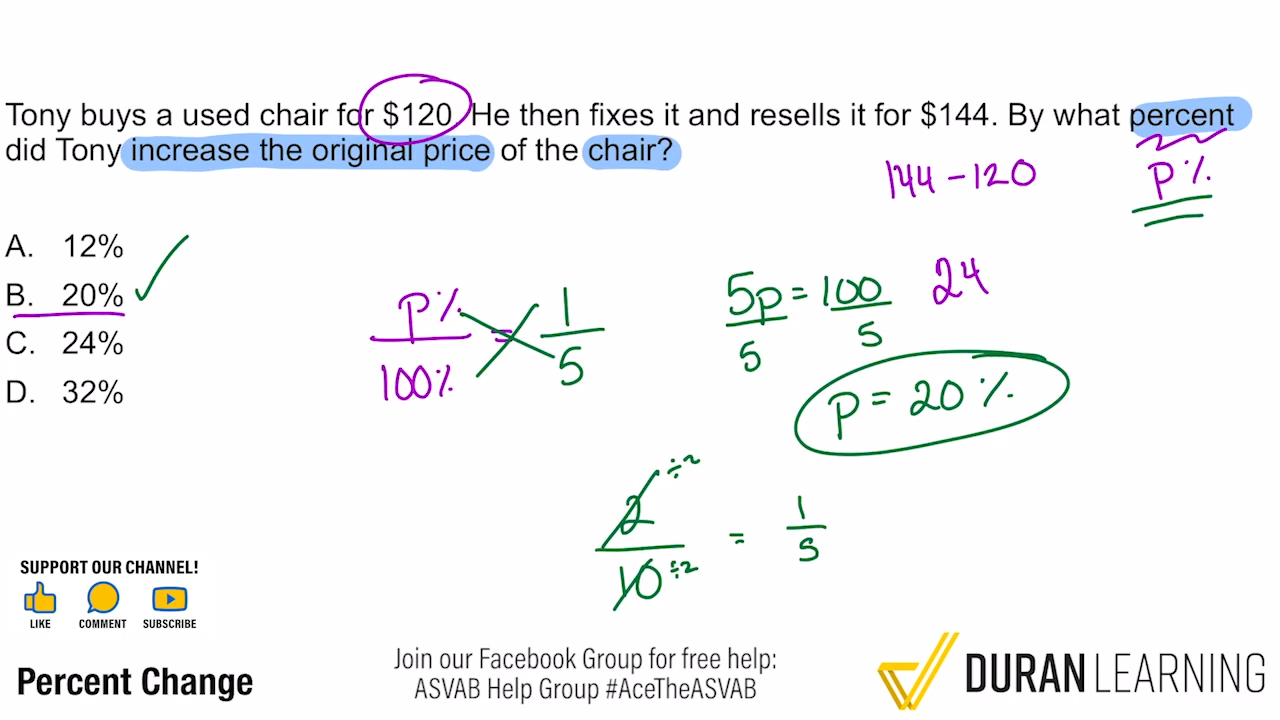 Tony buys a used chair for $120. He then fixes it and resells it for $144. By what percent
did Tony increase the original price of the chair?
144 - 120
P%
A. 12%
B. 20%
C. 24%
D. 32%
P% / 100% = 1 / 5
5p = 100
5 5
24
p = 20%
2 ÷2 / 10 ÷2 = 1 / 5
SUPPORT OUR CHANNEL!
LIKE COMMENT SUBSCRIBE
Percent Change
Join our Facebook Group for free help:
ASVAB Help Group #AceTheASVAB
DURAN LEARNING